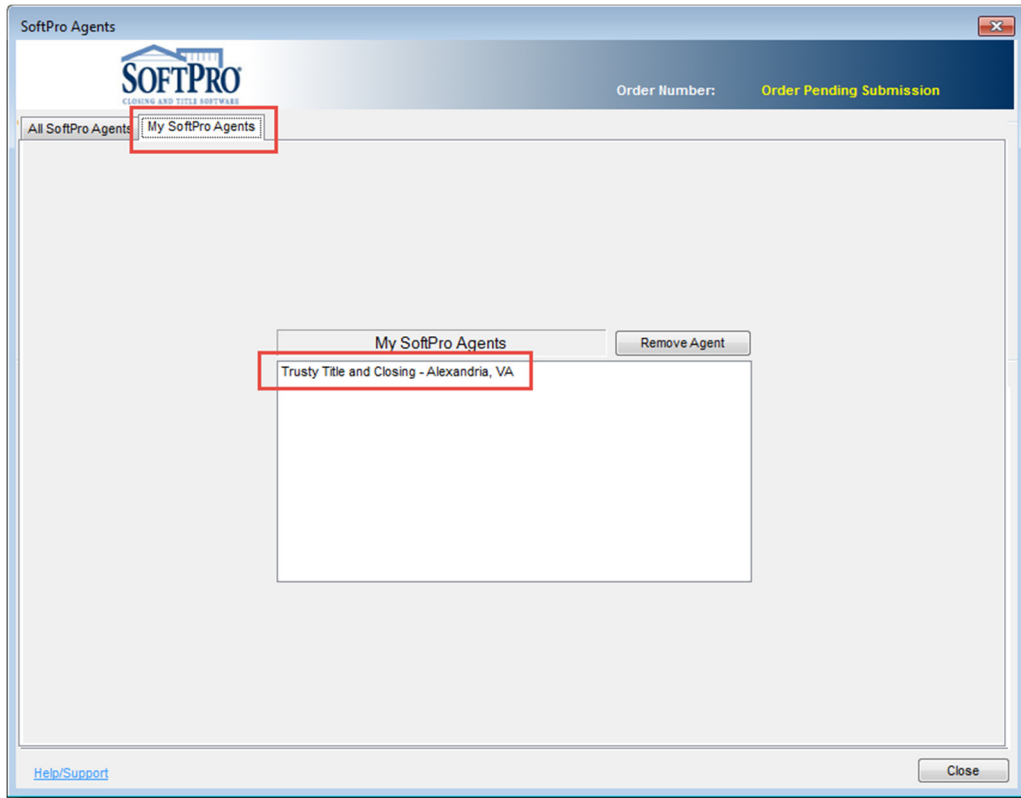 SoftPro Agents
SOFTPRO
CLOSING AND TITLE SOFTWARE
Order Number: Order Pending Submission
All SoftPro Agents My SoftPro Agents
My SoftPro Agents Remove Agent
Trusty Title and Closing - Alexandria, VA
Help/Support Close